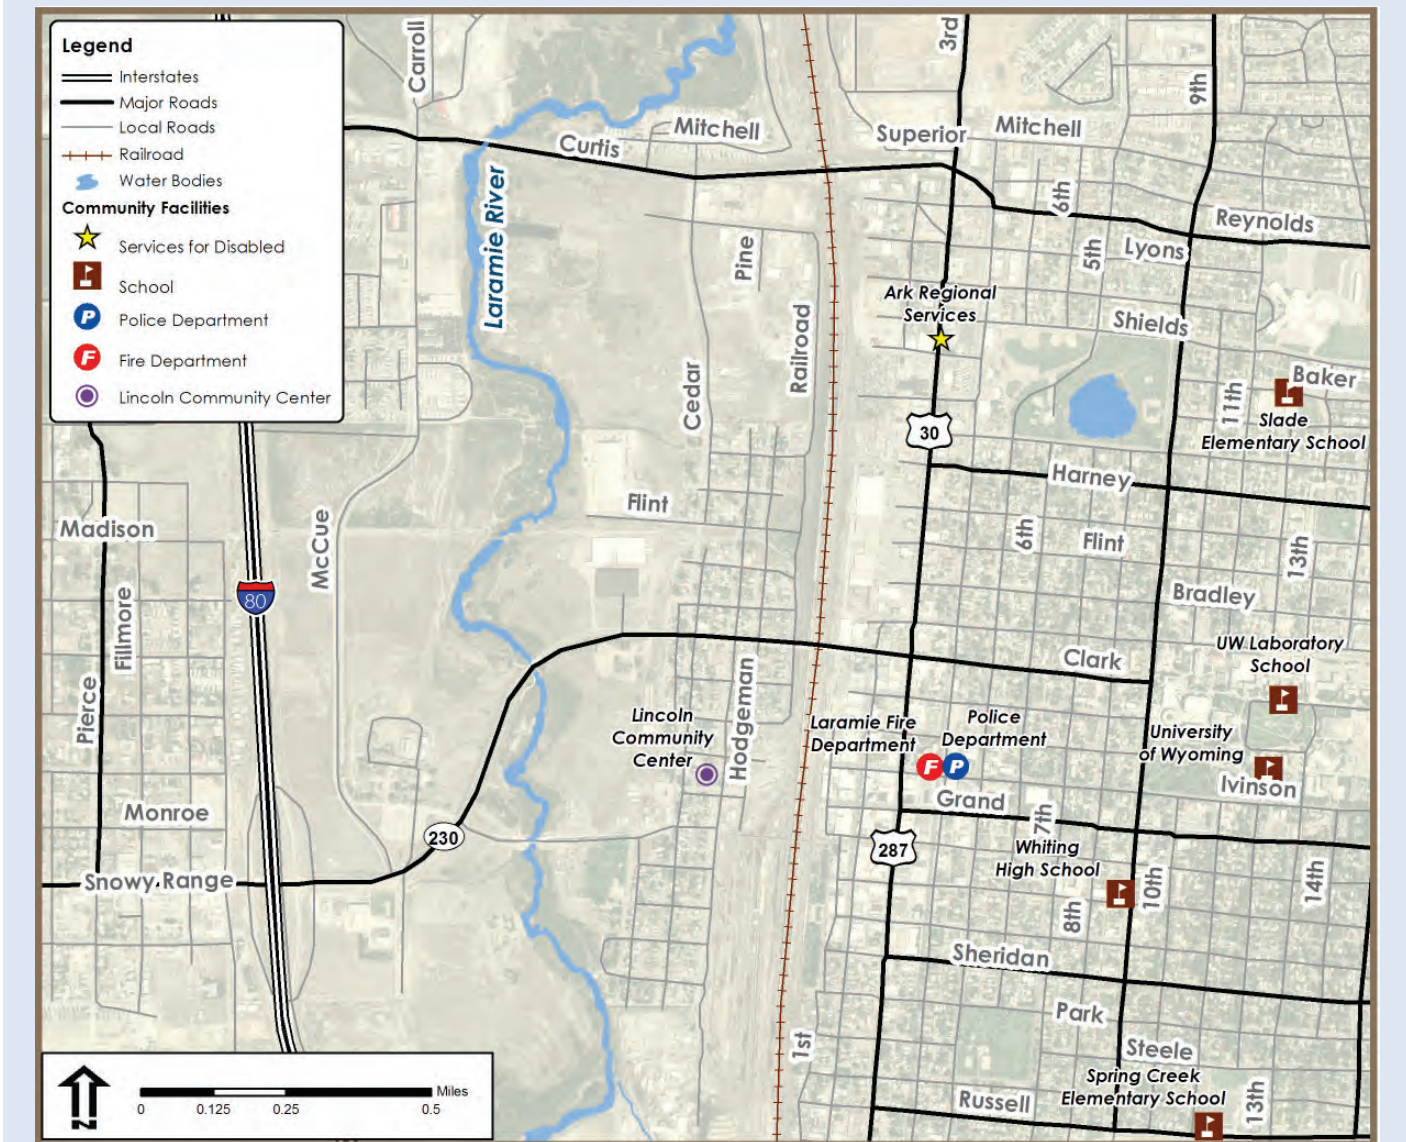 Legend
Interstates
Major Roads
Local Roads
Railroad
Water Bodies
Community Facilities
Services for Disabled
School
P
Police Department
F
Fire Department
Lincoln Community Center
Carroll
3rd
9th
Mitchell
Superior
Mitchell
Curtis
Laramie River
6th
Reynolds
Pine
5th
Lyons
Ark Regional
Services
Shields
Railroad
Cedar
Baker
11th
Slade
Elementary School
30
Harney
Flint
Madison
McCue
6th
Flint
13th
80
Fillmore
Bradley
UW Laboratory
School
Clark
Pierce
Hodgeman
Lincoln
Community
Center
Laramie Fire
Department
Police
Department
F
P
University
of Wyoming
Ivinson
Grand
Monroe
7th
230
287
Whiting
High School
10th
14th
Snowy Range
8th
Sheridan
Park
1st
Steele
Spring Creek
Elementary School
13th
Russell
N
0 0.125 0.25 0.5
Miles